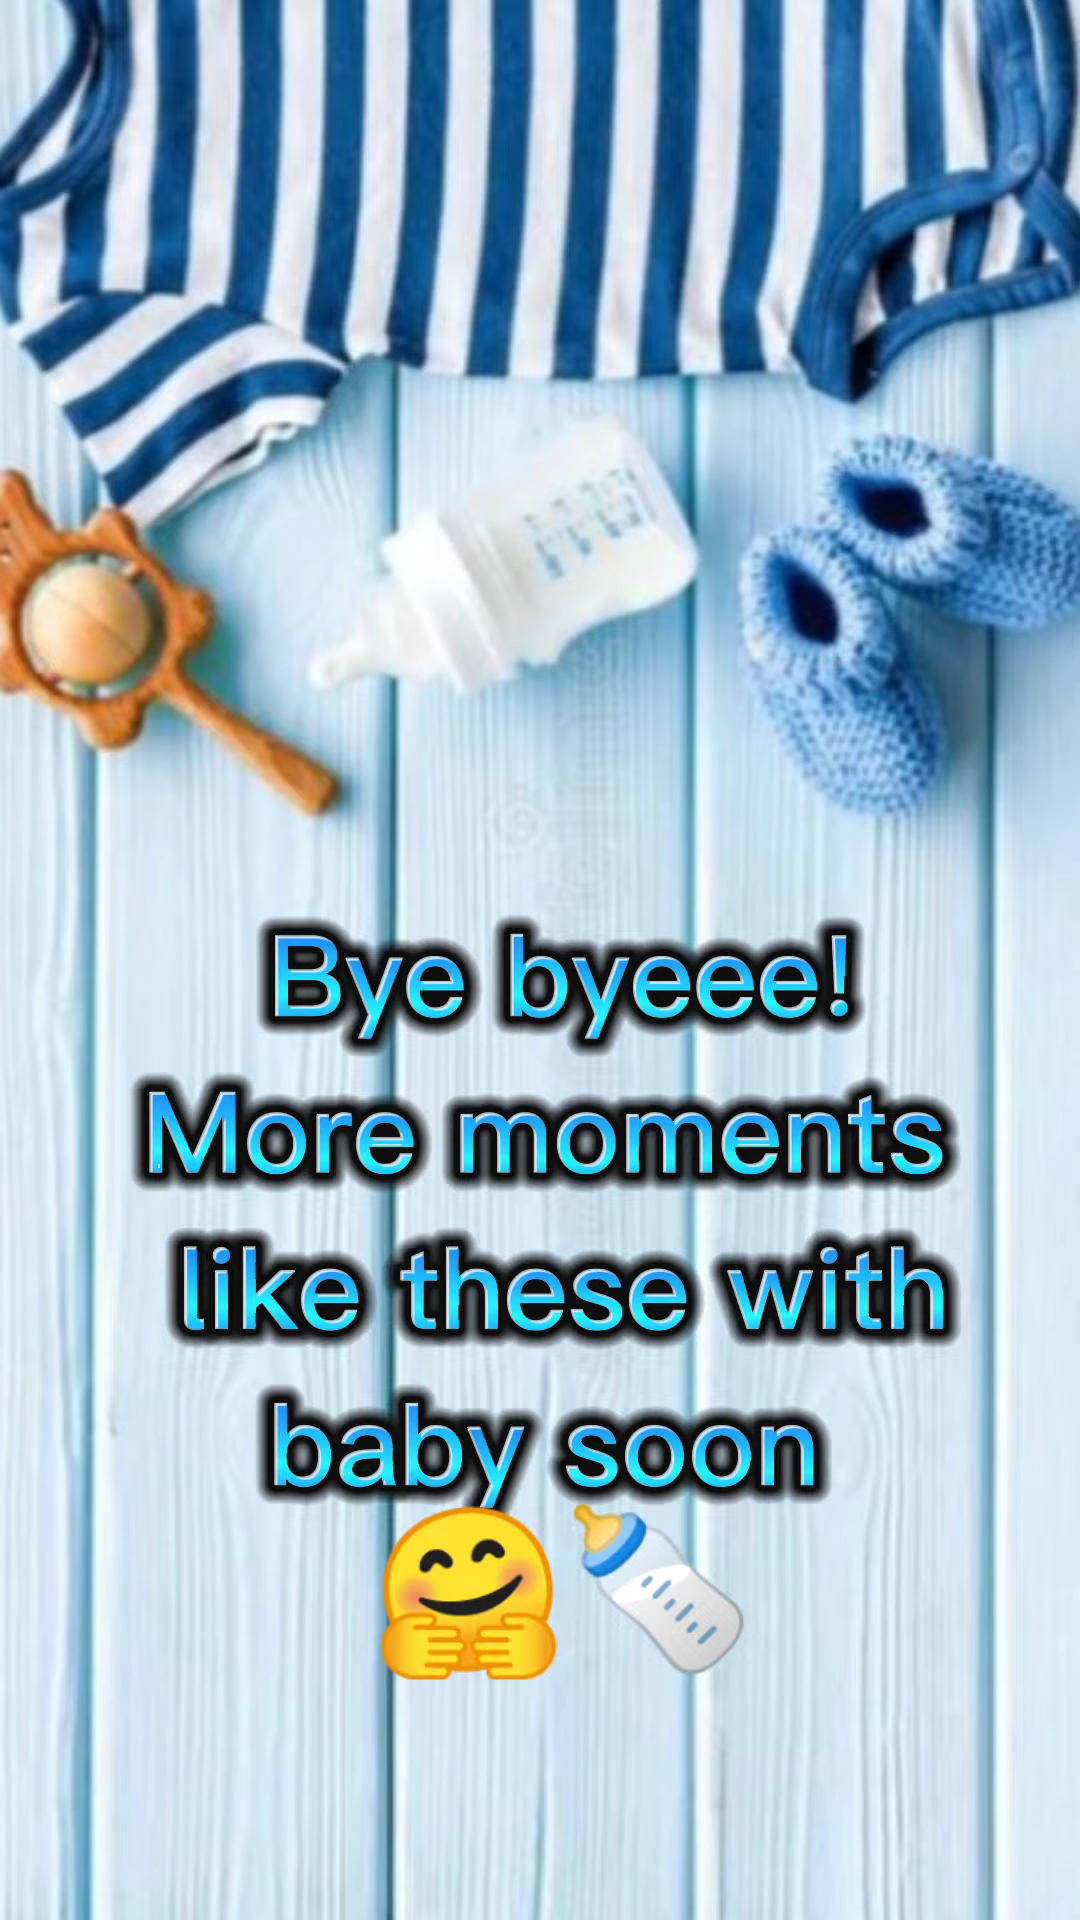 Bye byeee!
More moments
like these with
baby soon
🤗🍼